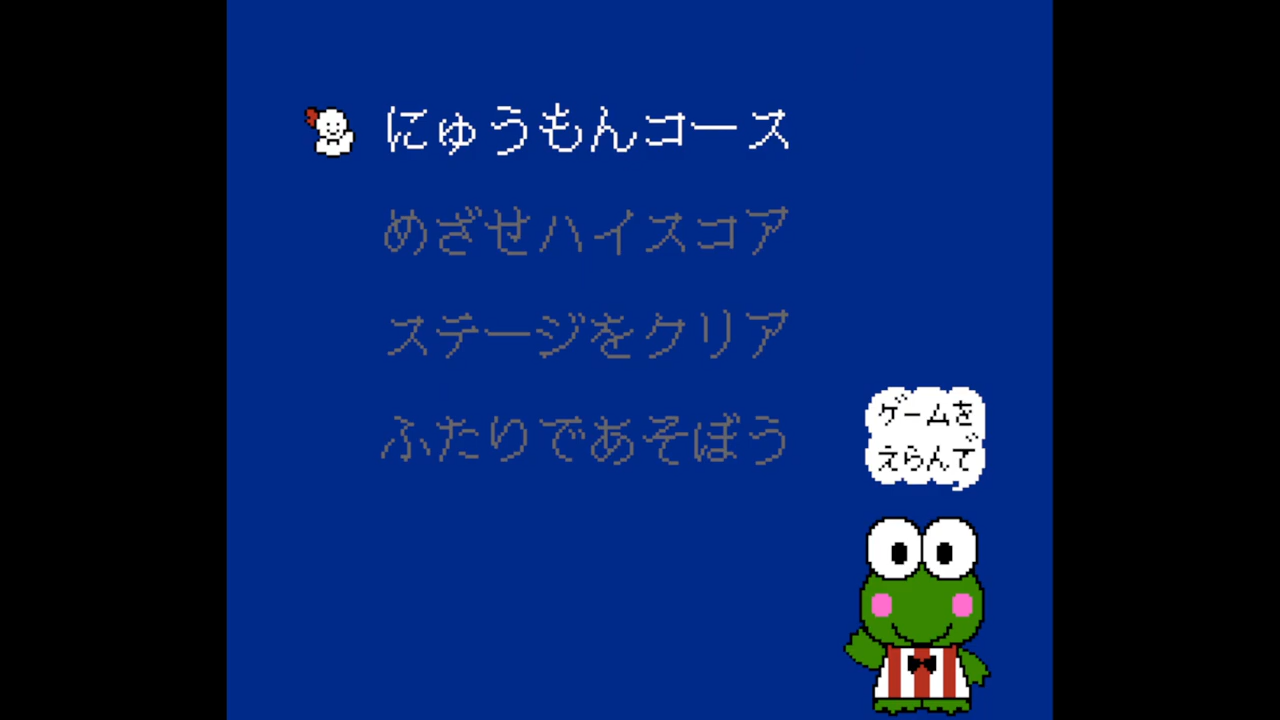 にゅうもんコース
めざせハイスコア
ステージをクリア
ふたりであそぼう
ゲームを
えらんで